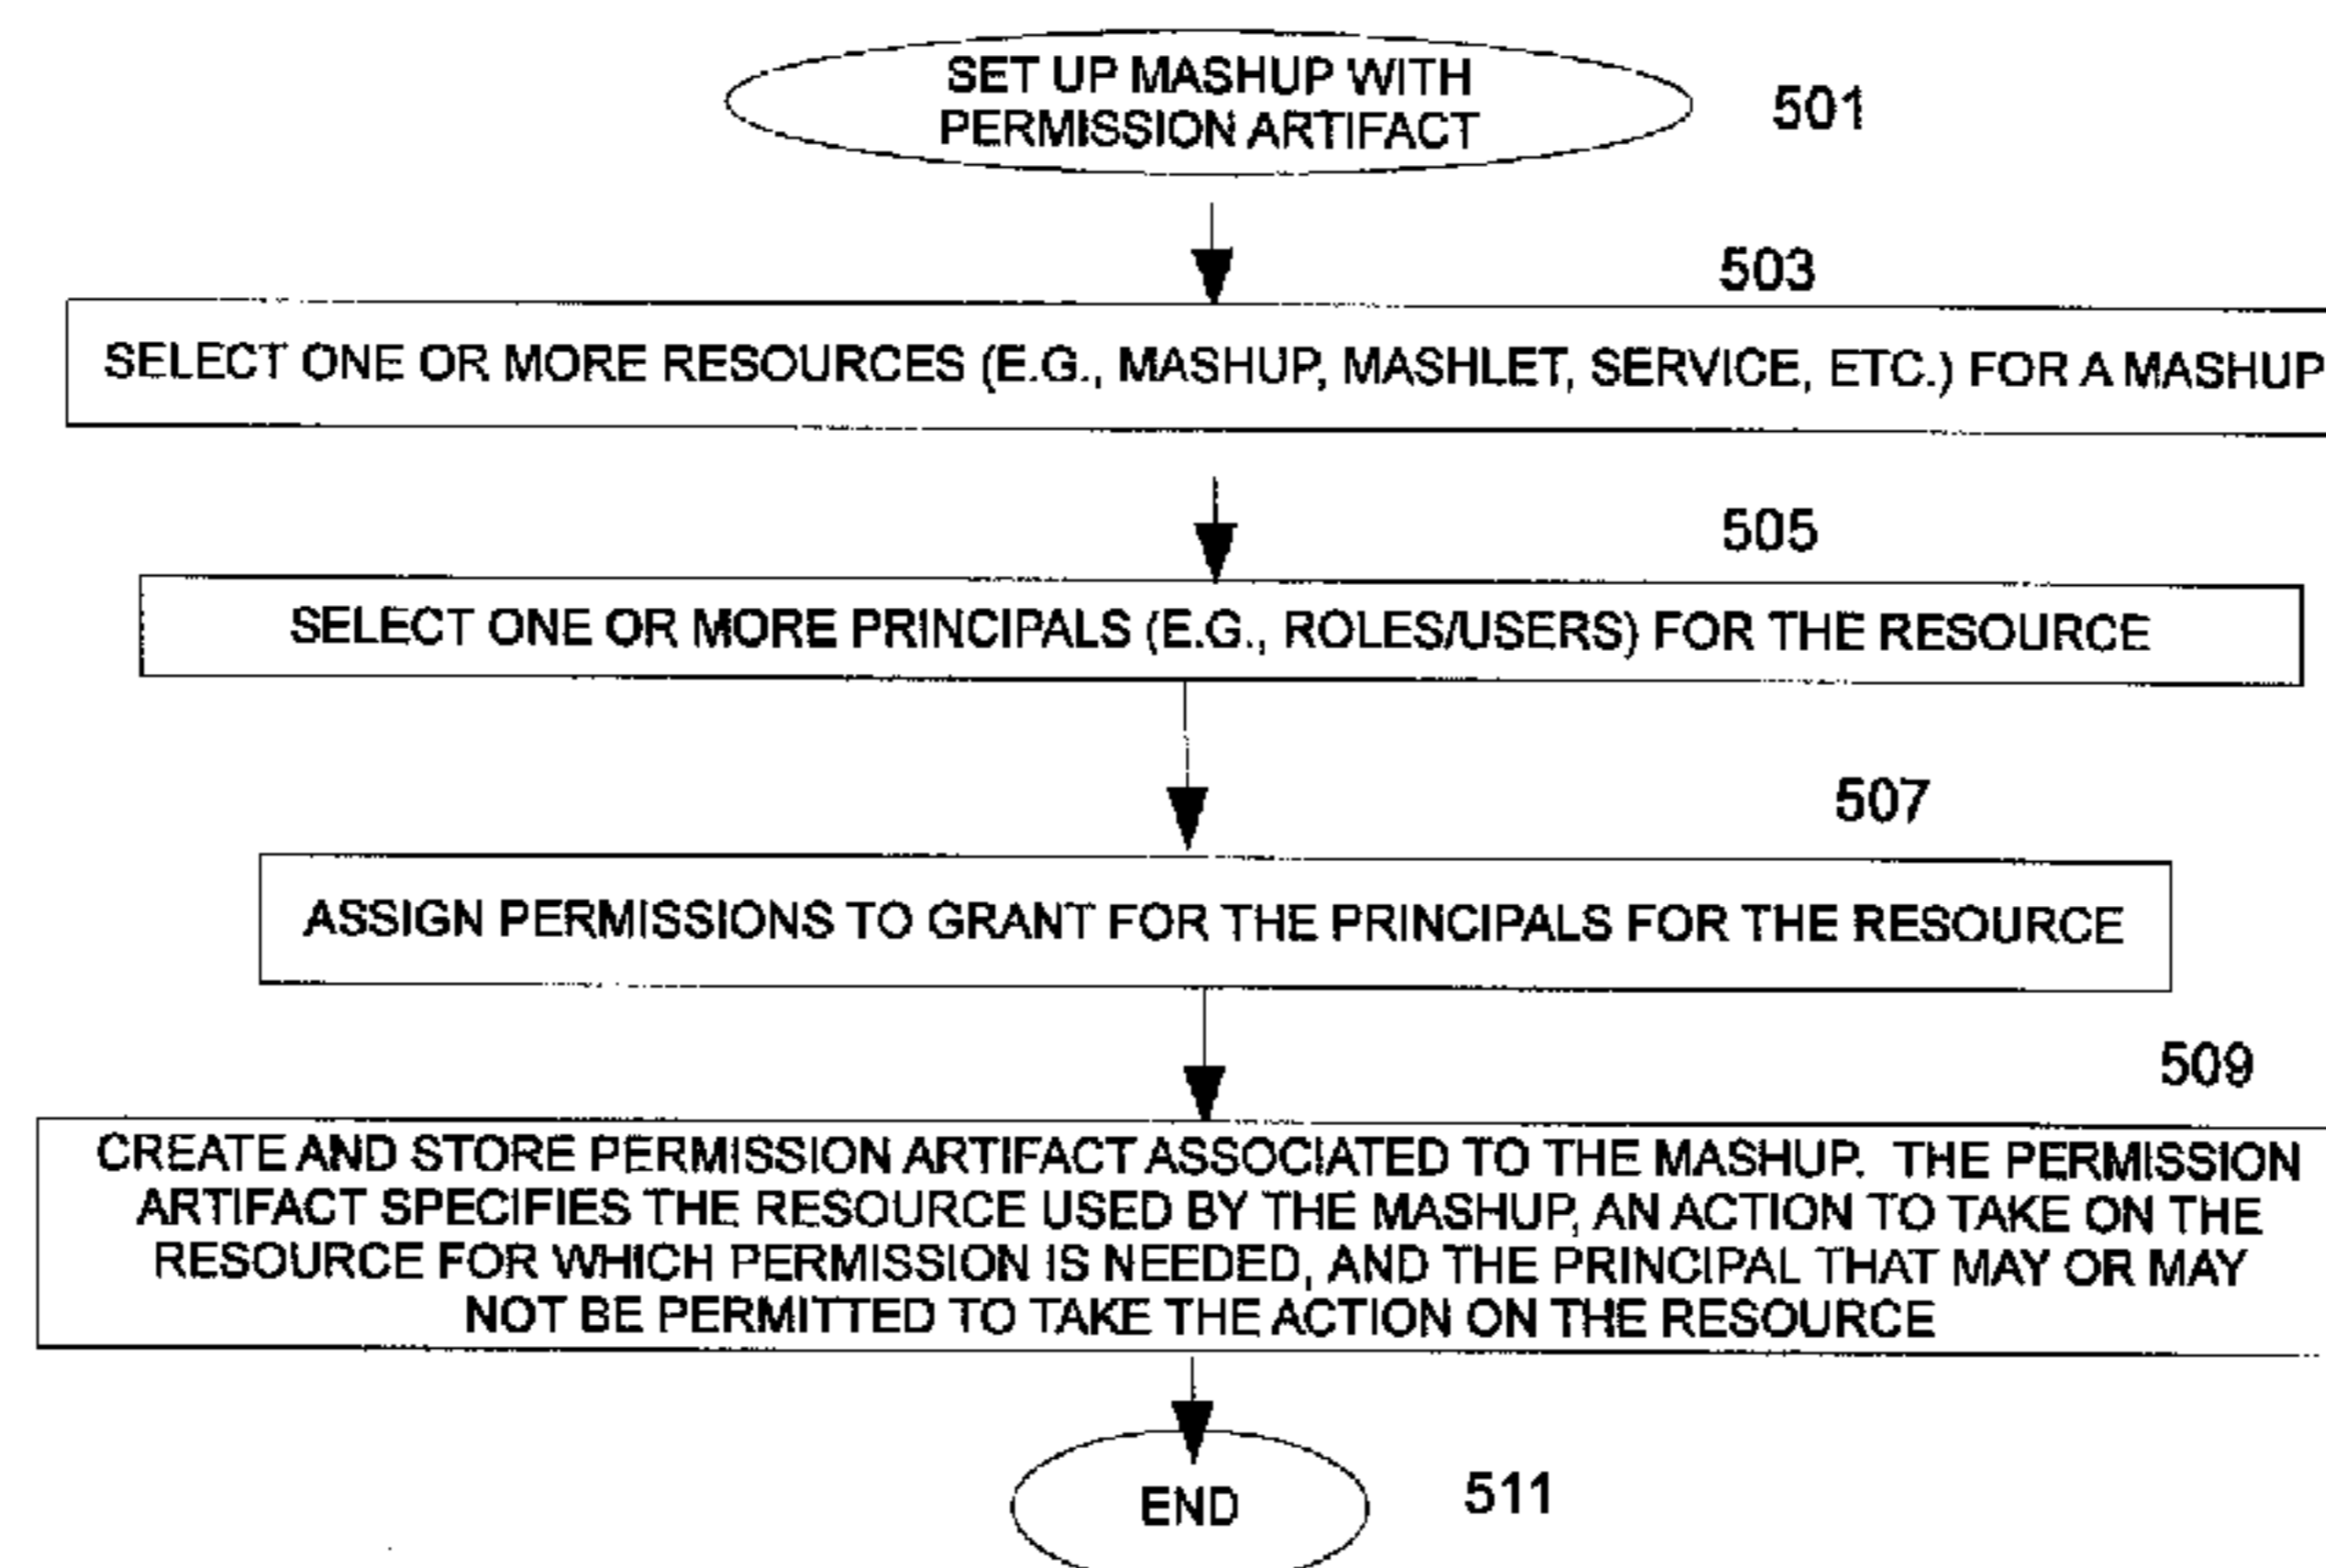 SET UP MASHUP WITH
PERMISSION ARTIFACT
501
503
SELECT ONE OR MORE RESOURCES (E.G., MASHUP, MASHLET, SERVICE, ETC.) FOR A MASHUP
505
SELECT ONE OR MORE PRINCIPALS (E.G., ROLES/USERS) FOR THE RESOURCE
507
ASSIGN PERMISSIONS TO GRANT FOR THE PRINCIPALS FOR THE RESOURCE
509
CREATE AND STORE PERMISSION ARTIFACT ASSOCIATED TO THE MASHUP. THE PERMISSION
ARTIFACT SPECIFIES THE RESOURCE USED BY THE MASHUP, AN ACTION TO TAKE ON THE
RESOURCE FOR WHICH PERMISSION IS NEEDED, AND THE PRINCIPAL THAT MAY OR MAY
NOT BE PERMITTED TO TAKE THE ACTION ON THE RESOURCE
END
511